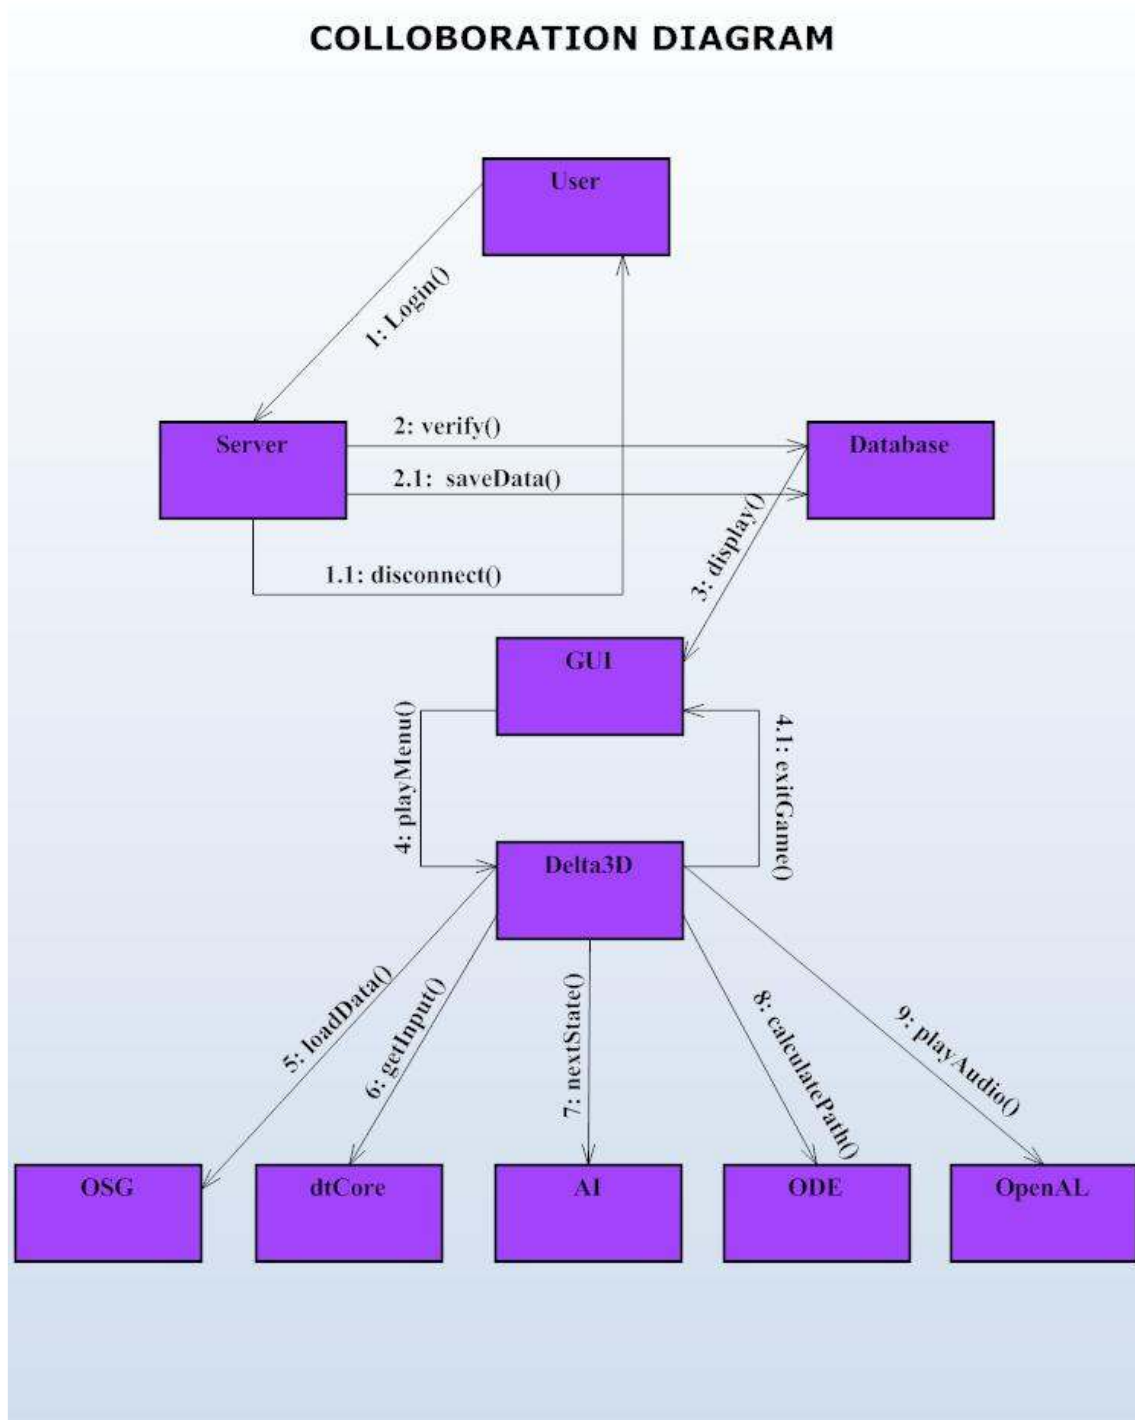 COLLOBORATION DIAGRAM
User
1: Login()
Server
2: verify()
2.1: saveData()
Database
1.1: disconnect()
3: display()
GUI
4: playMenu()
4.1: exitGame()
Delta3D
5: loadData()
6: getInput()
7: nextState()
8: calculatePath()
9: playAudio()
OSG
dtCore
AI
ODE
OpenAL